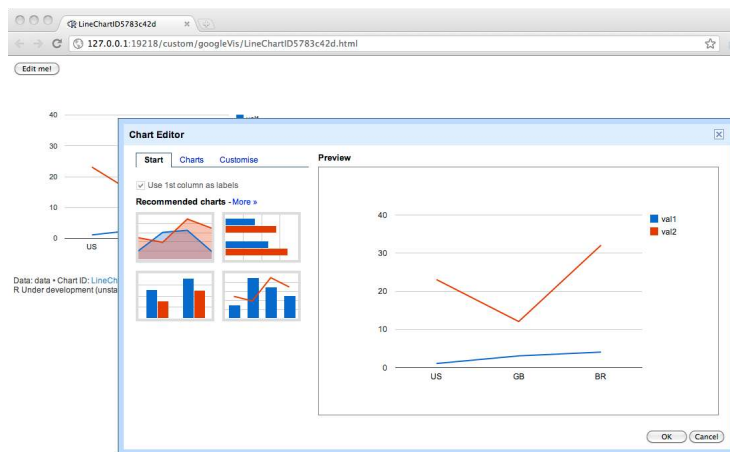 LineChartID5783c42d
127.0.0.1:19218/custom/googleVis/LineChartID5783c42d.html
Edit me!
40
30
20
10
0
US
Data: data • Chart ID: LineCh
R Under development (unsta
Chart Editor
Start Charts Customise
Use 1st column as labels
Recommended charts - More »
Preview
40
30
20
10
0
US GB BR
val1
val2
OK Cancel